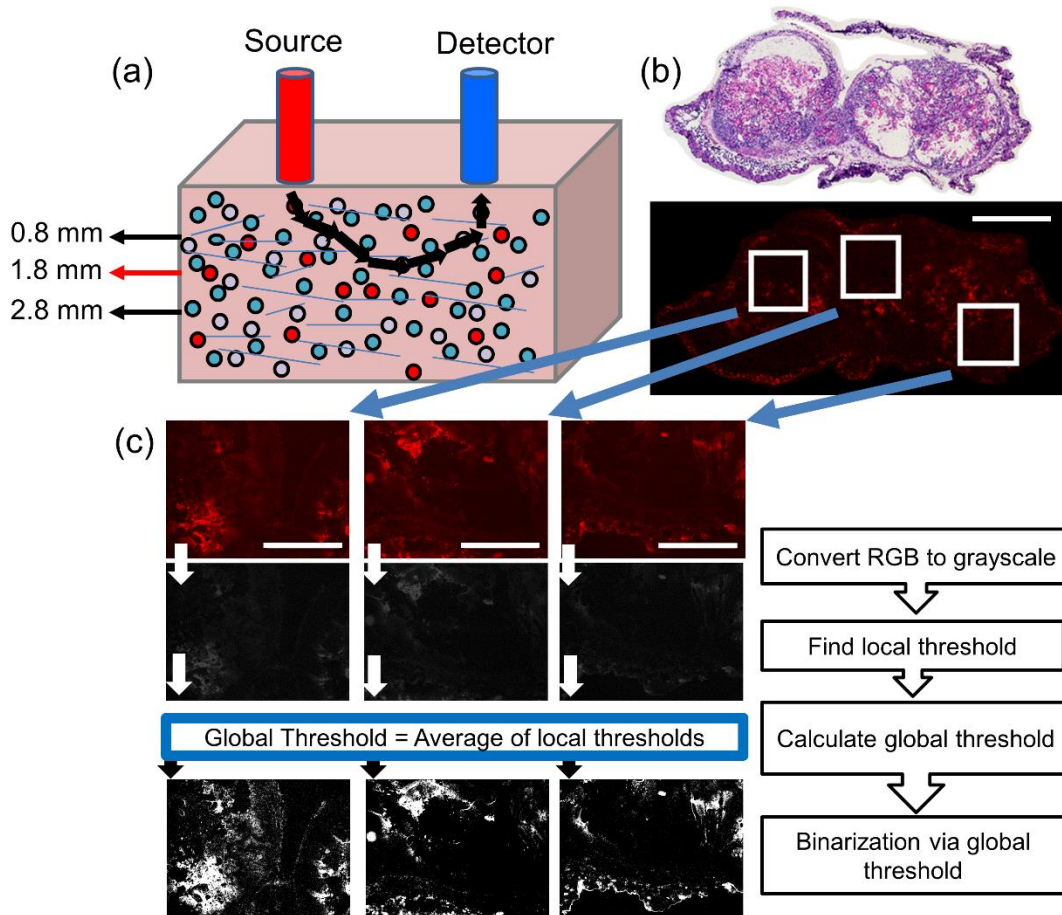 (a)
Source
Detector
0.8 mm
1.8 mm
2.8 mm
(b)
(c)
Convert RGB to grayscale
Find local threshold
Global Threshold = Average of local thresholds
Calculate global threshold
Binarization via global
threshold